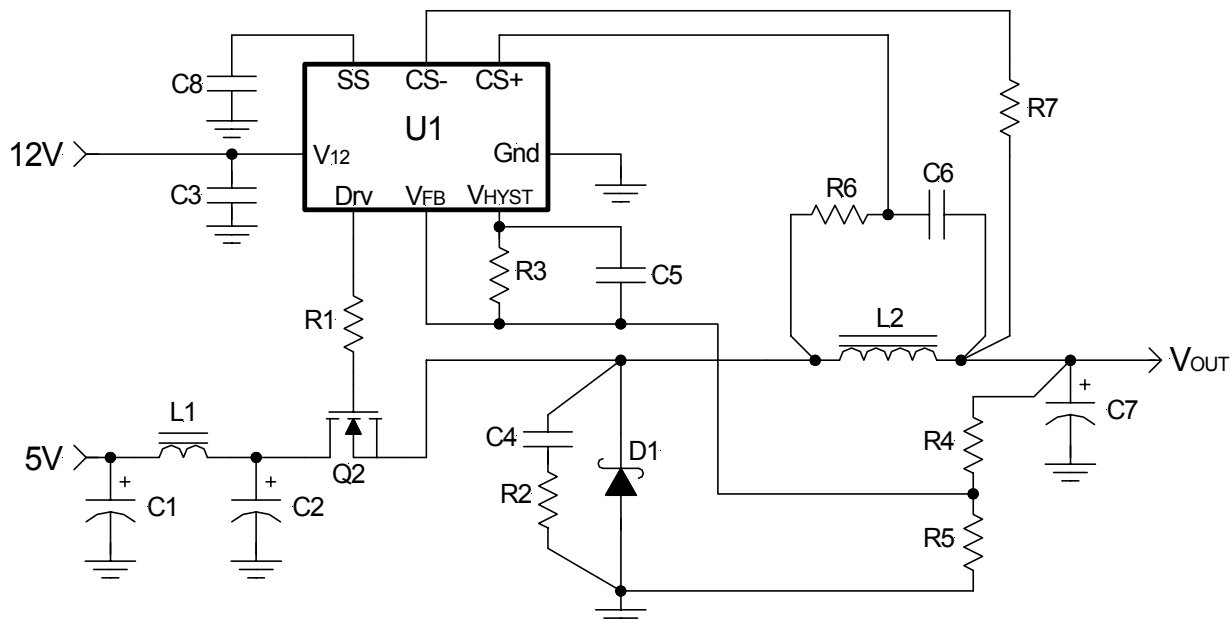 C8
SS
CS-
CS+
R7
U1
12V
V12
Gnd
C3
Drv
VFB
VHYST
R6
C6
R3
C5
R1
L2
VOUT
L1
C4
D1
R4
+
C7
5V
Q2
+
C1
+
C2
R2
R5